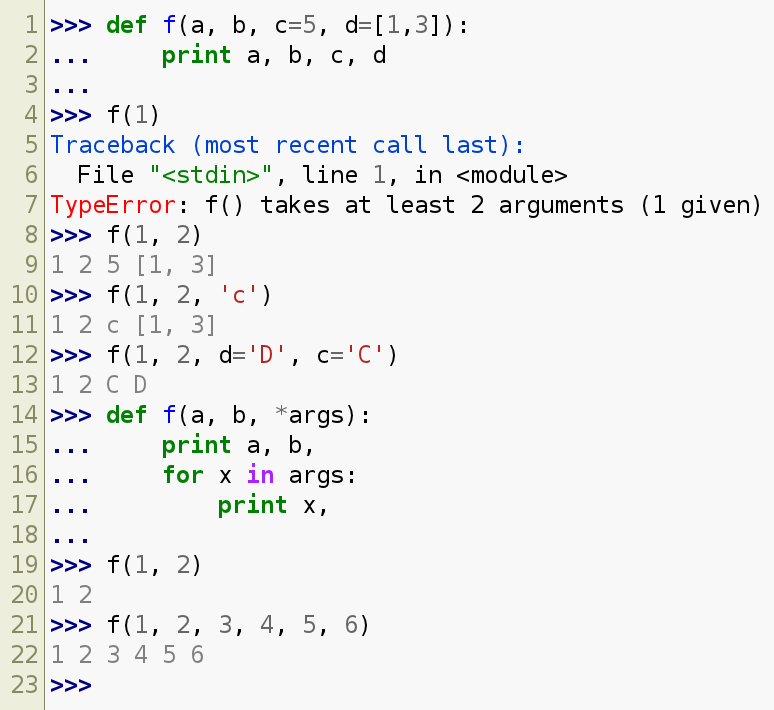 1 >>> def f(a, b, c=5, d=[1,3]):
2 ...     print a, b, c, d
3 ...
4 >>> f(1)
5 Traceback (most recent call last):
6   File "<stdin>", line 1, in <module>
7 TypeError: f() takes at least 2 arguments (1 given)
8 >>> f(1, 2)
9 1 2 5 [1, 3]
10 >>> f(1, 2, 'c')
11 1 2 c [1, 3]
12 >>> f(1, 2, d='D', c='C')
13 1 2 C D
14 >>> def f(a, b, *args):
15 ...     print a, b,
16 ...     for x in args:
17 ...         print x,
18 ...
19 >>> f(1, 2)
20 1 2
21 >>> f(1, 2, 3, 4, 5, 6)
22 1 2 3 4 5 6
23 >>>